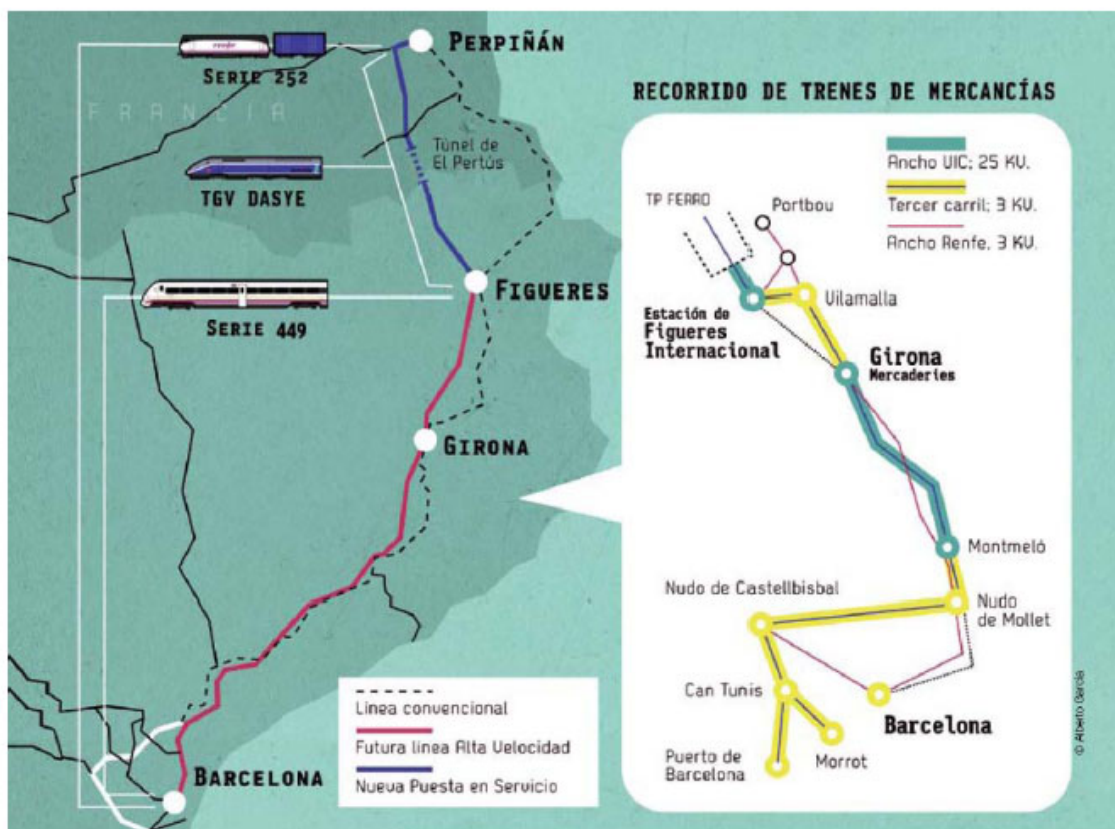 PERPIÑÁN
renfe
SERIE 252
FRANCIA
Túnel de
El Pertús
TGV DASYE
FIGUERES
SERIE 449
GIRONA
BARCELONA
Línea convencional
Futura línea Alta Velocidad
Nueva Puesta en Servicio
RECORRIDO DE TRENES DE MERCANCÍAS
Ancho UIC; 25 KV.
Tercer carril; 3 KV.
Ancho Renfe, 3 KV.
TP FERRO
Portbou
Vilamalla
Estación de
Figueres
Internacional
Girona
Mercaderies
Montmeló
Nudo de Castellbisbal
Nudo
de Mollet
Can Tunis
Barcelona
Puerto de
Barcelona
Morrot
© Alberto García